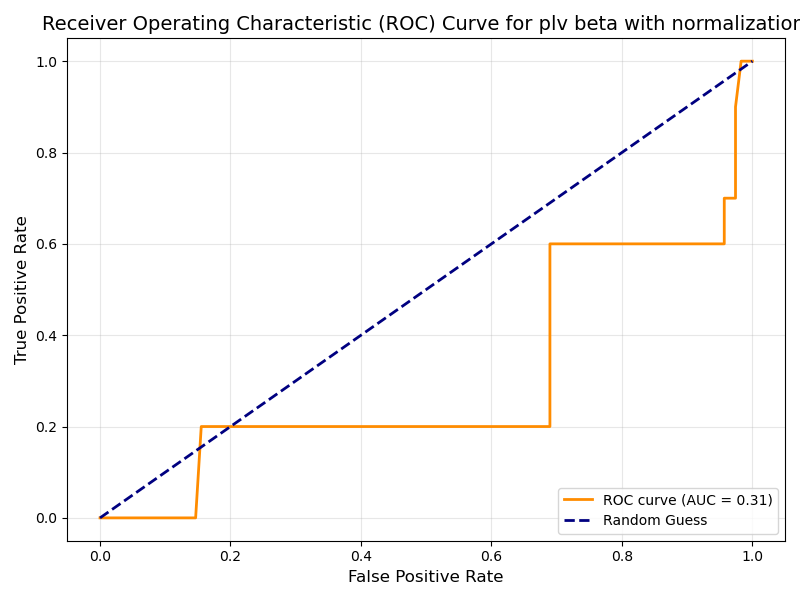 Receiver Operating Characteristic (ROC) Curve for plv beta with normalization
1.0
0.8
0.6
0.4
0.2
0.0
True Positive Rate
0.0 0.2 0.4 0.6 0.8 1.0
False Positive Rate
ROC curve (AUC = 0.31)
Random Guess